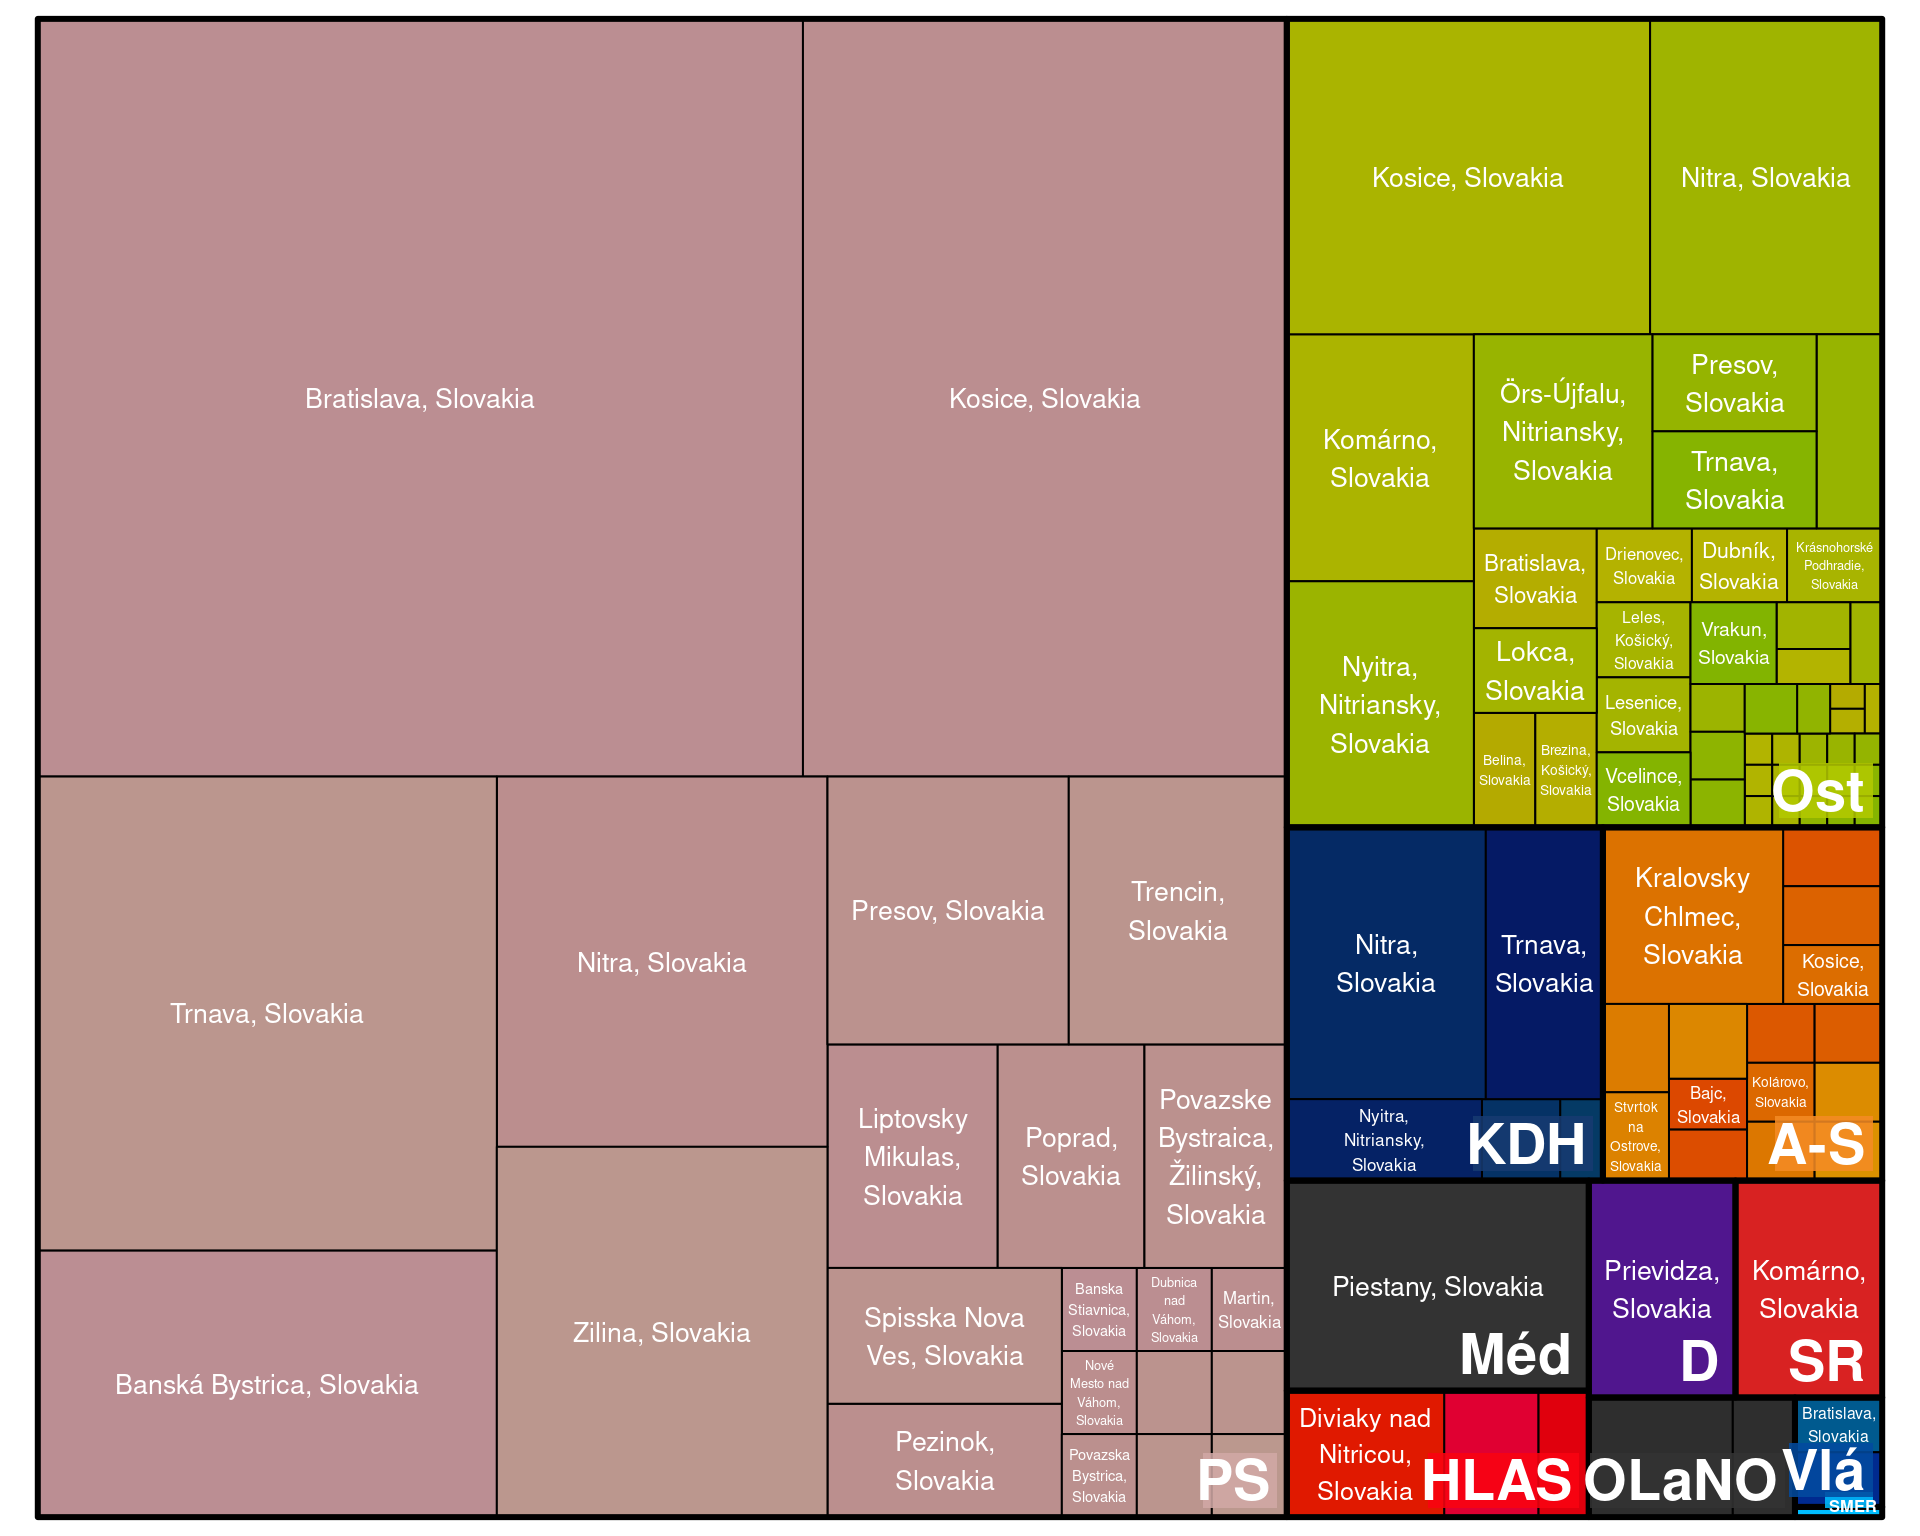 Bratislava, Slovakia
Kosice, Slovakia
Trnava, Slovakia
Banská Bystrica, Slovakia
Nitra, Slovakia
Zilina, Slovakia
Presov, Slovakia
Trencin,
Slovakia
Liptovsky
Mikulas,
Slovakia
Poprad,
Slovakia
Povazske
Bystraica,
Žilinský,
Slovakia
Spisska Nova
Ves, Slovakia
Pezinok,
Slovakia
Banska
Stiavnica,
Slovakia
Dubnica
nad
Váhom,
Slovakia
Martin,
Slovakia
Nové
Mesto nad
Váhom,
Slovakia
Povazska
Bystrica,
Slovakia
PS
Kosice, Slovakia
Nitra, Slovakia
Komárno,
Slovakia
Nyitra,
Nitriansky,
Slovakia
Örs-Újfalu,
Nitriansky,
Slovakia
Presov,
Slovakia
Trnava,
Slovakia
Bratislava,
Slovakia
Lokca,
Slovakia
Belina,
Slovakia
Brezina,
Košický,
Slovakia
Drienovec,
Slovakia
Dubník,
Slovakia
Krásnohorské
Podhradie,
Slovakia
Leles,
Košický,
Slovakia
Lesenice,
Slovakia
Vcelince,
Slovakia
Vrakun,
Slovakia
Ost
Nitra,
Slovakia
Trnava,
Slovakia
Nyitra,
Nitriansky,
Slovakia
KDH
Kralovsky
Chlmec,
Slovakia
Kosice,
Slovakia
Stvrtok
na
Ostrove,
Slovakia
Bajc,
Slovakia
Kolárovo,
Slovakia
A-S
Piestany, Slovakia
Méd
Prievidza,
Slovakia
D
Komárno,
Slovakia
SR
Diviaky nad
Nitricou,
Slovakia
HLAS
OLaNO
Bratislava,
Slovakia
Vlá
SMER